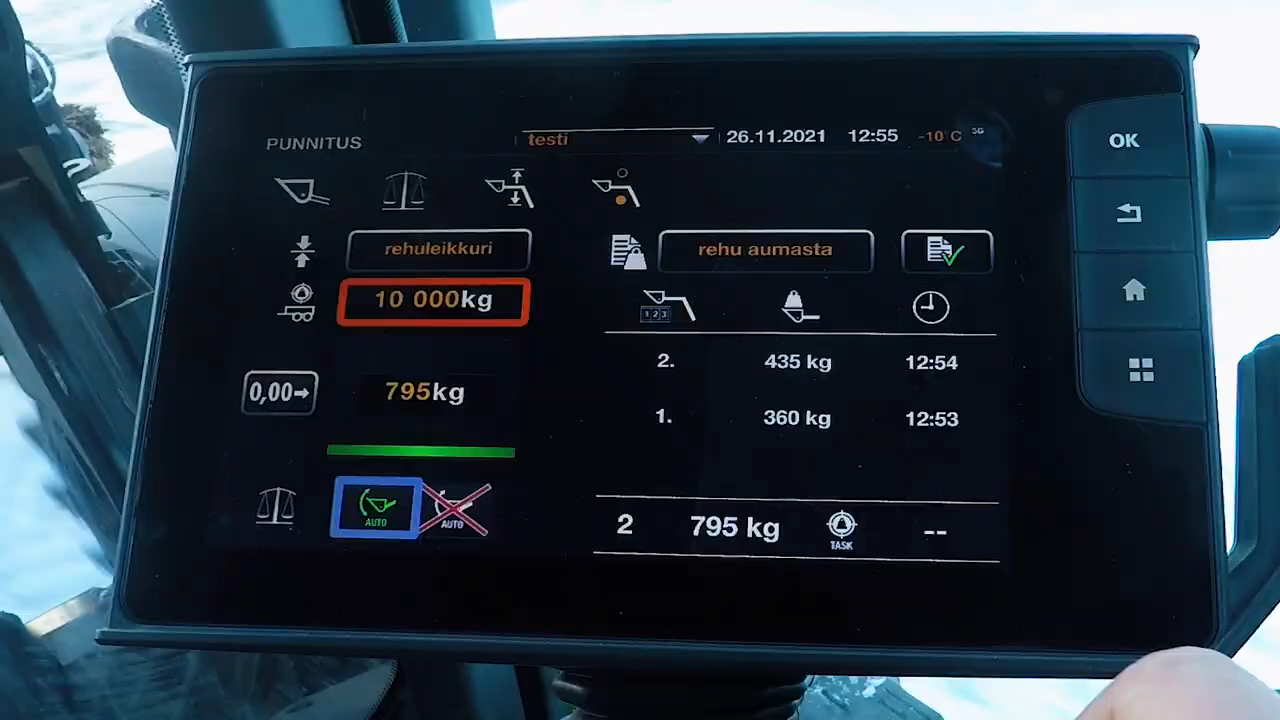 PUNNITUS testi 26.11.2021 12:55 -10°C
OK
rehuleikkuri rehu aumasta
10 000kg 123
2. 435 kg 12:54
0,00→ 795kg
1. 360 kg 12:53
AUTO AUTO
2 795 kg TASK --